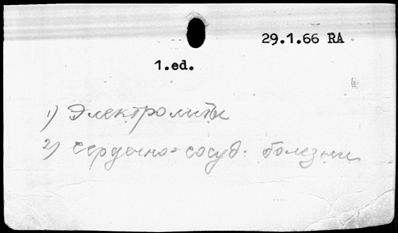 29.1.66 RA
1.ed.
1) Электролиты
2) сердечно-сосуд. болезни